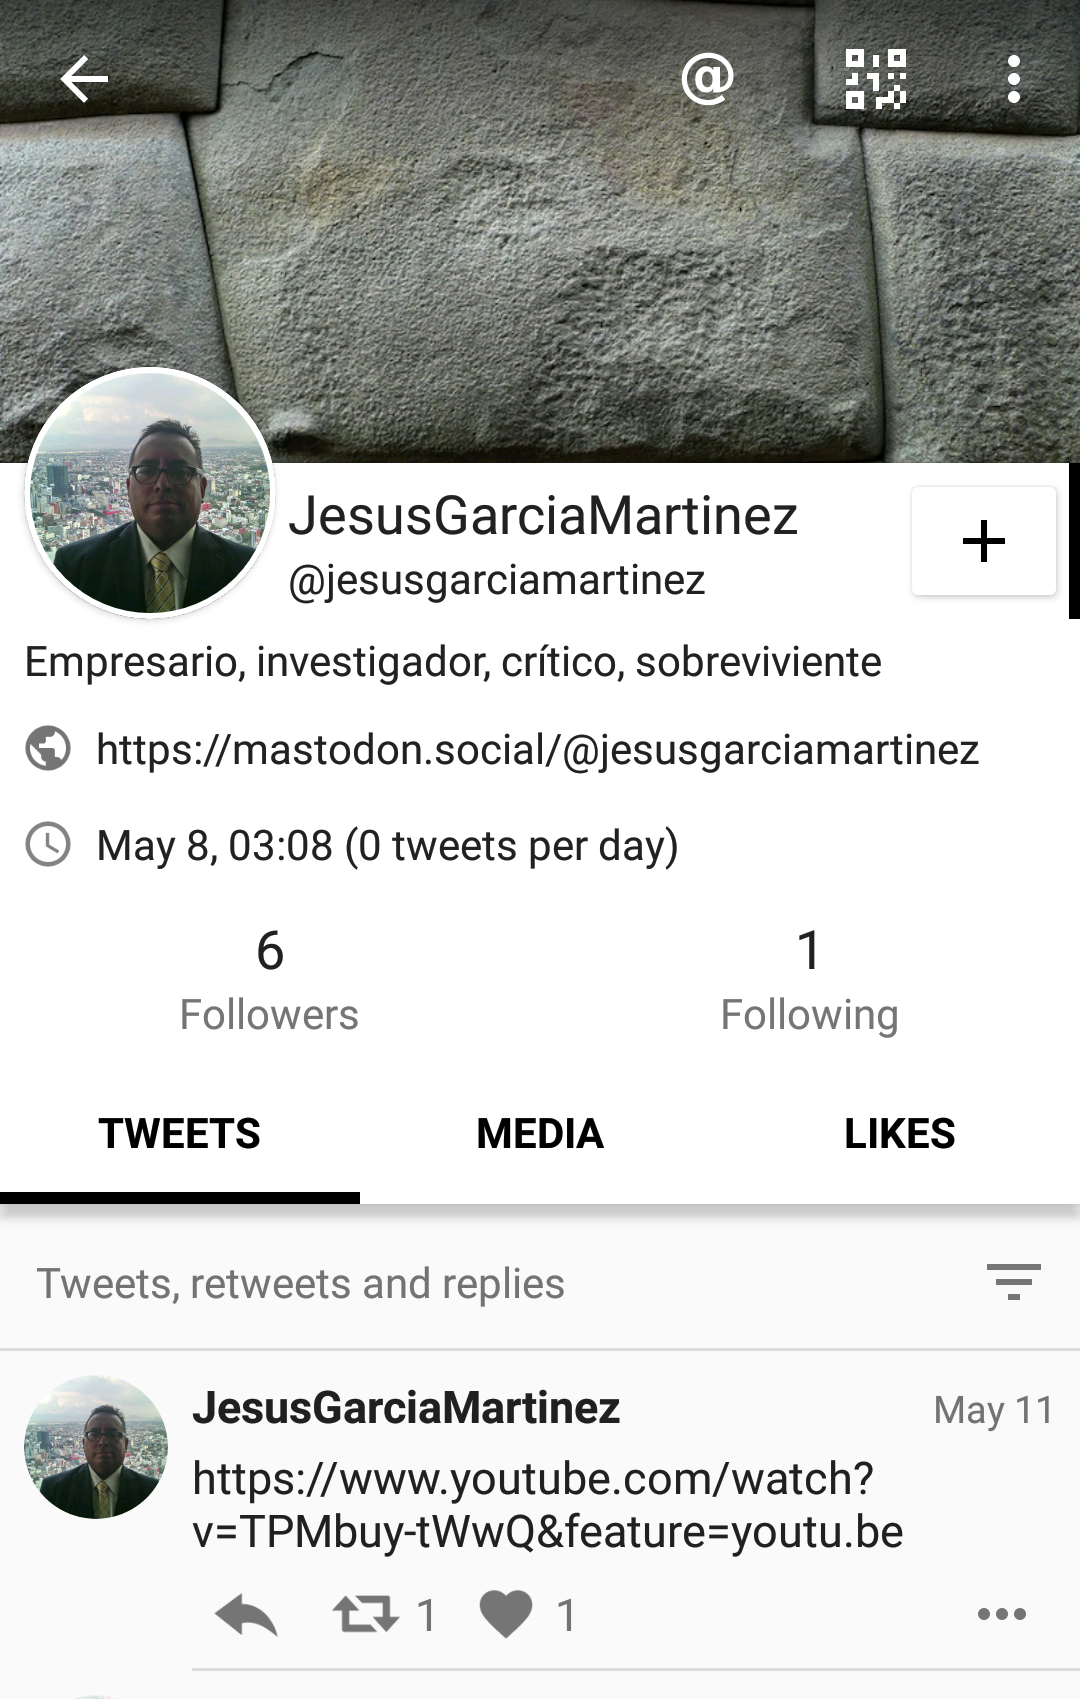 @
JesusGarciaMartinez
@jesusgarciamartinez
Empresario, investigador, crítico, sobreviviente
https://mastodon.social/@jesusgarciamartinez
May 8, 03:08 (0 tweets per day)
6
Followers
1
Following
TWEETS
MEDIA
LIKES
Tweets, retweets and replies
JesusGarciaMartinez
May 11
https://www.youtube.com/watch?
v=TPMbuy-tWwQ&feature=youtu.be
1
1